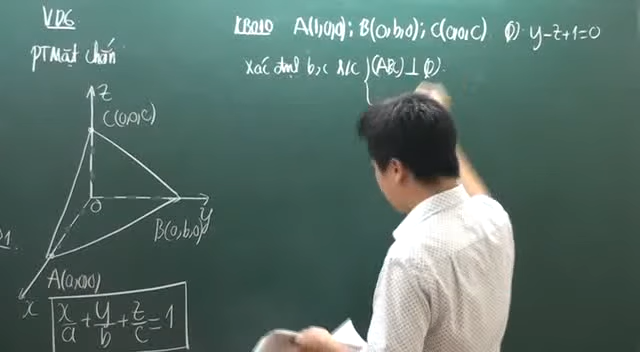 VD6
PT Mặt chắn
Z
C(0,0,C)
O
y
B(0,b,0)
A(a,0,0)
x
x/a + y/b + z/c = 1
KB010 A(1,0,0); B(0,b,0); C(0,0,C) y-z+1=0
Xác định b,c (ABC) ⊥